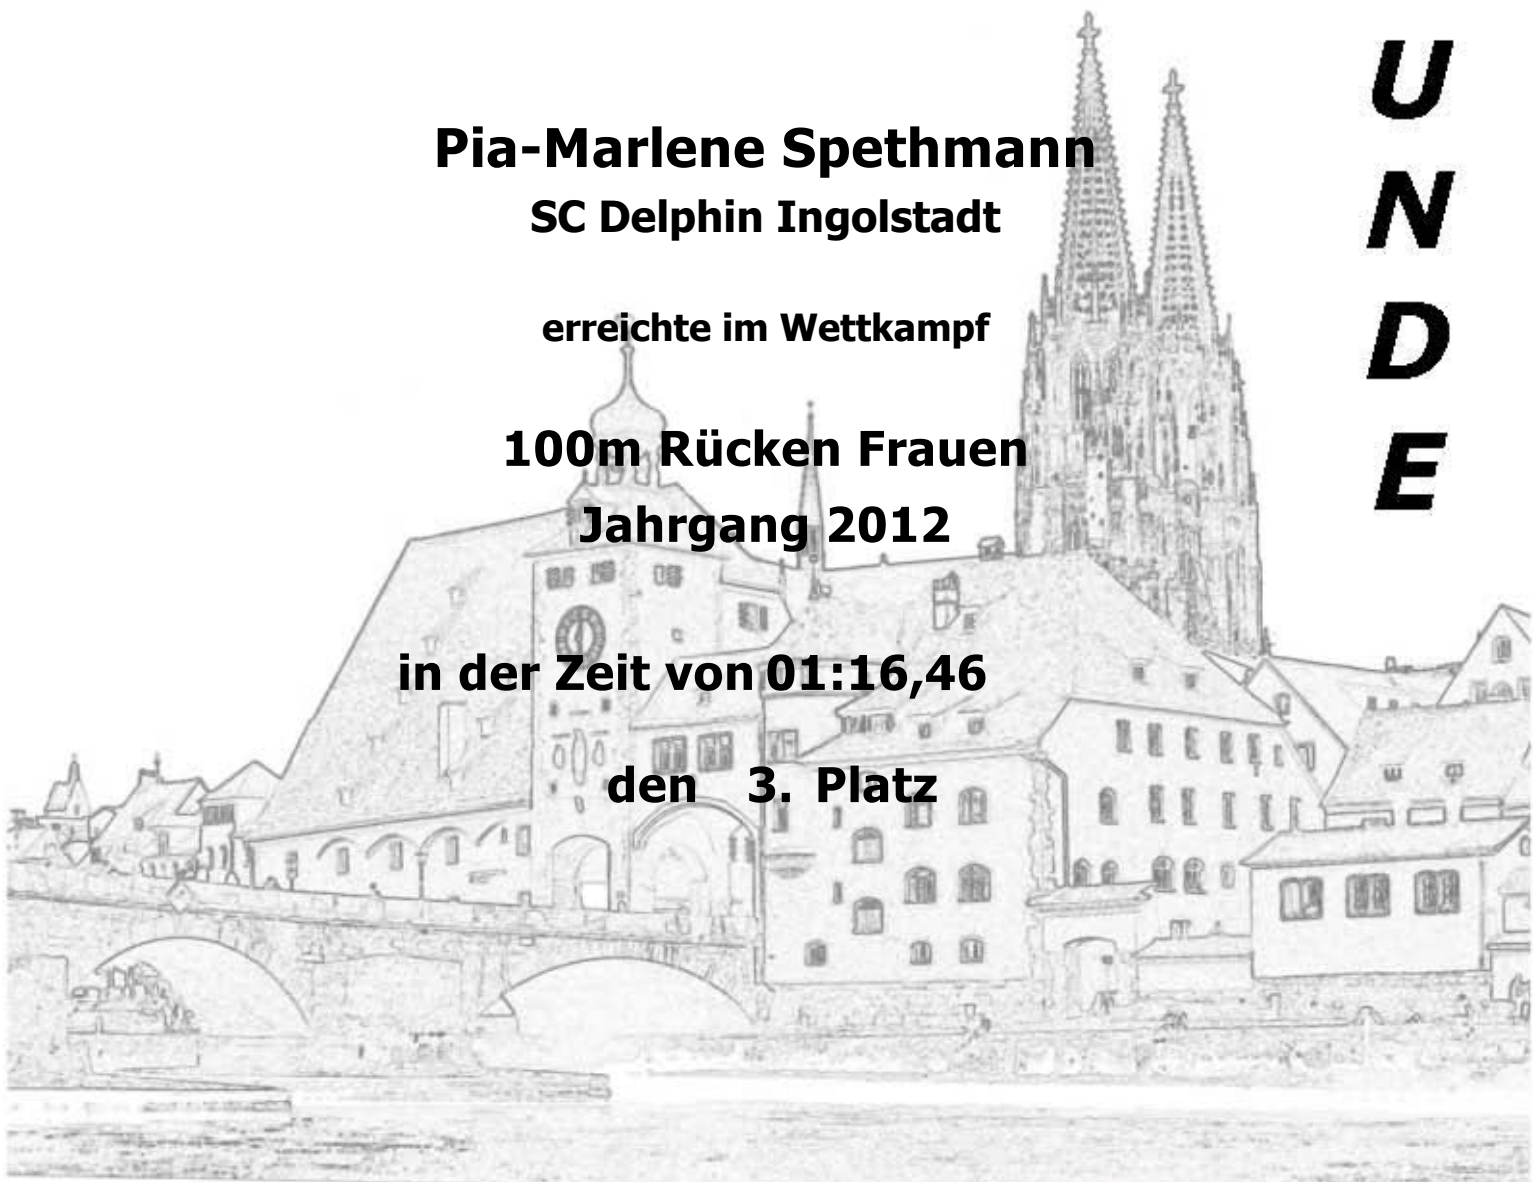 Pia-Marlene Spethmann
SC Delphin Ingolstadt
erreichte im Wettkampf
100m Rücken Frauen
Jahrgang 2012
in der Zeit von 01:16,46
den 3. Platz
U
N
D
E